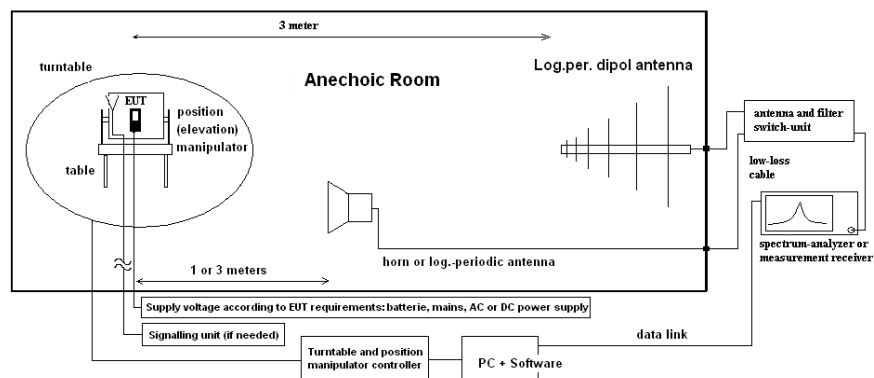 3 meter
turntable
Anechoic Room
Log.per. dipol antenna
EUT
position
(elevation)
manipulator
table
antenna and filter
switch-unit
low-loss
cable
spectrum-analyzer or
measurement receiver
horn or log.-periodic antenna
1 or 3 meters
Supply voltage according to EUT requirements: batterie, mains, AC or DC power supply
Signalling unit (if needed)
data link
Turntable and position
manipulator controller
PC + Software